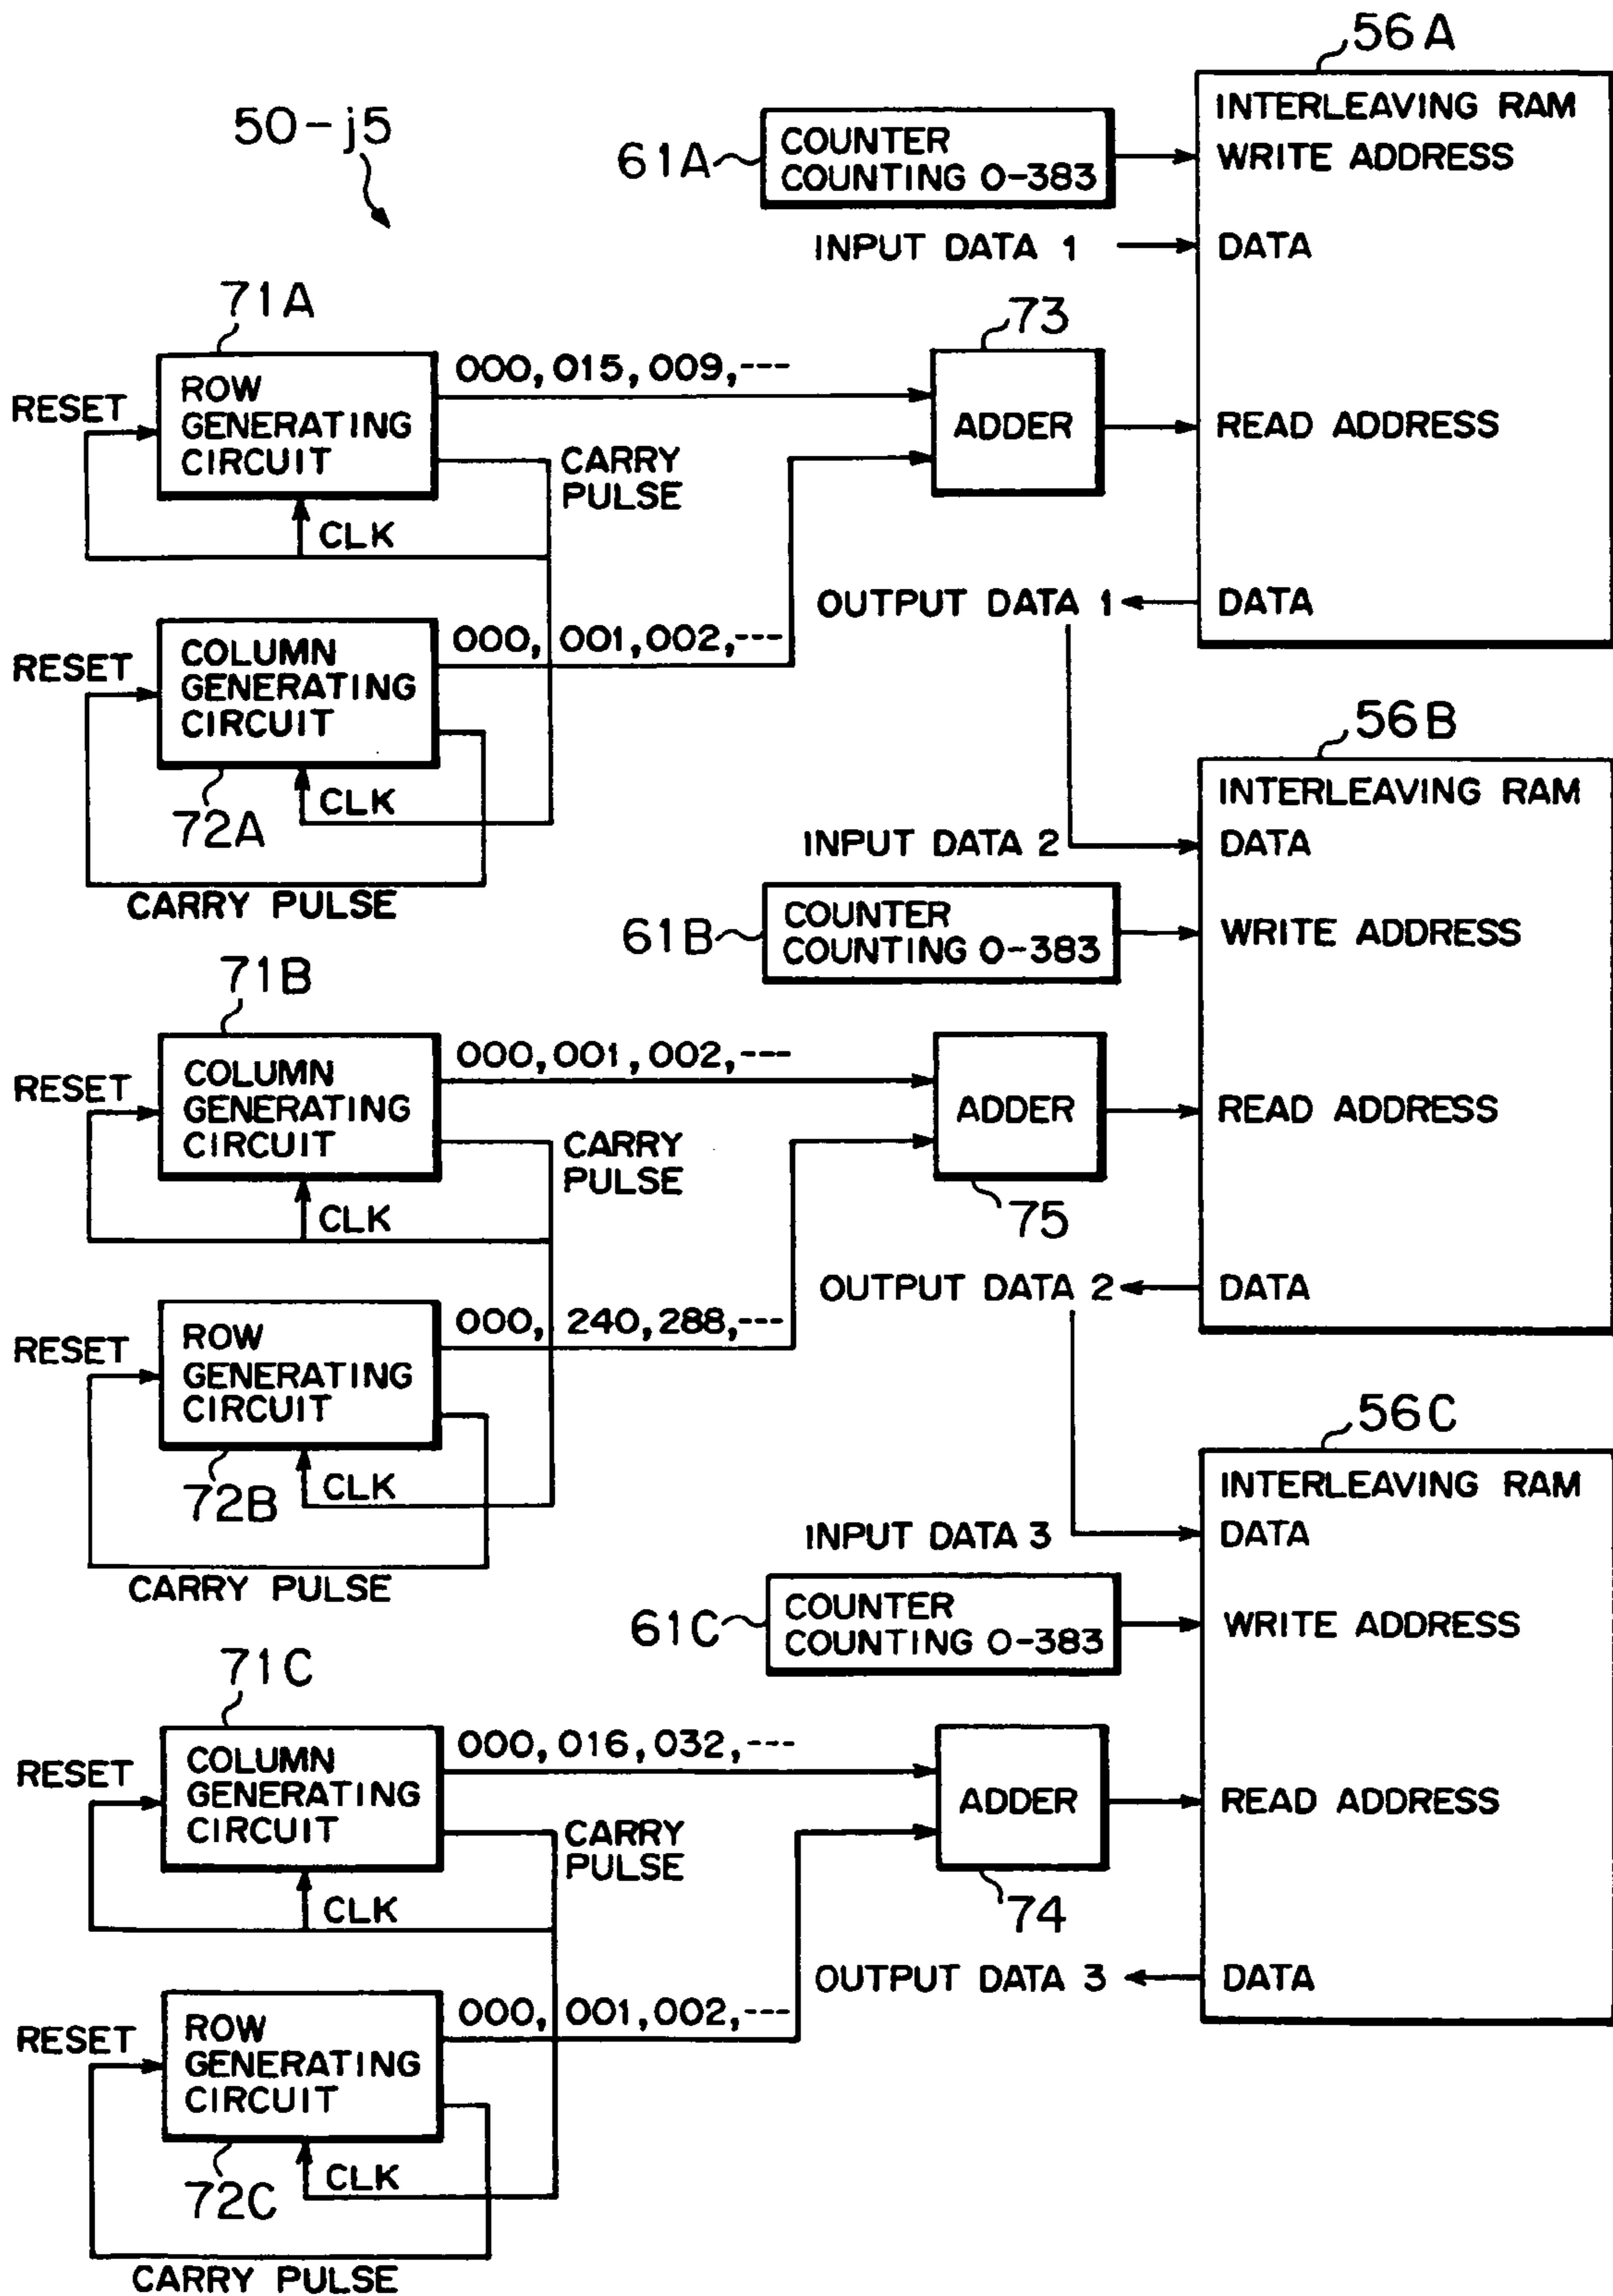 56A
50-j5
INTERLEAVING RAM
61A
COUNTER
COUNTING 0-383
WRITE ADDRESS
INPUT DATA 1
DATA
71A
73
000,015,009,---
RESET
ROW
GENERATING
CIRCUIT
ADDER
READ ADDRESS
CARRY
PULSE
CLK
OUTPUT DATA 1
DATA
000, 001,002,---
RESET
COLUMN
GENERATING
CIRCUIT
72A
CLK
CARRY PULSE
56B
INTERLEAVING RAM
INPUT DATA 2
DATA
61B
COUNTER
COUNTING 0-383
WRITE ADDRESS
71B
000,001,002,---
RESET
COLUMN
GENERATING
CIRCUIT
ADDER
READ ADDRESS
CARRY
PULSE
75
CLK
OUTPUT DATA 2
DATA
000, 240,288,---
RESET
ROW
GENERATING
CIRCUIT
72B
CLK
CARRY PULSE
56C
INTERLEAVING RAM
INPUT DATA 3
DATA
61C
COUNTER
COUNTING 0-383
WRITE ADDRESS
71C
000,016,032,---
RESET
COLUMN
GENERATING
CIRCUIT
ADDER
READ ADDRESS
CARRY
PULSE
74
CLK
OUTPUT DATA 3
DATA
000, 001,002,---
RESET
ROW
GENERATING
CIRCUIT
72C
CLK
CARRY PULSE